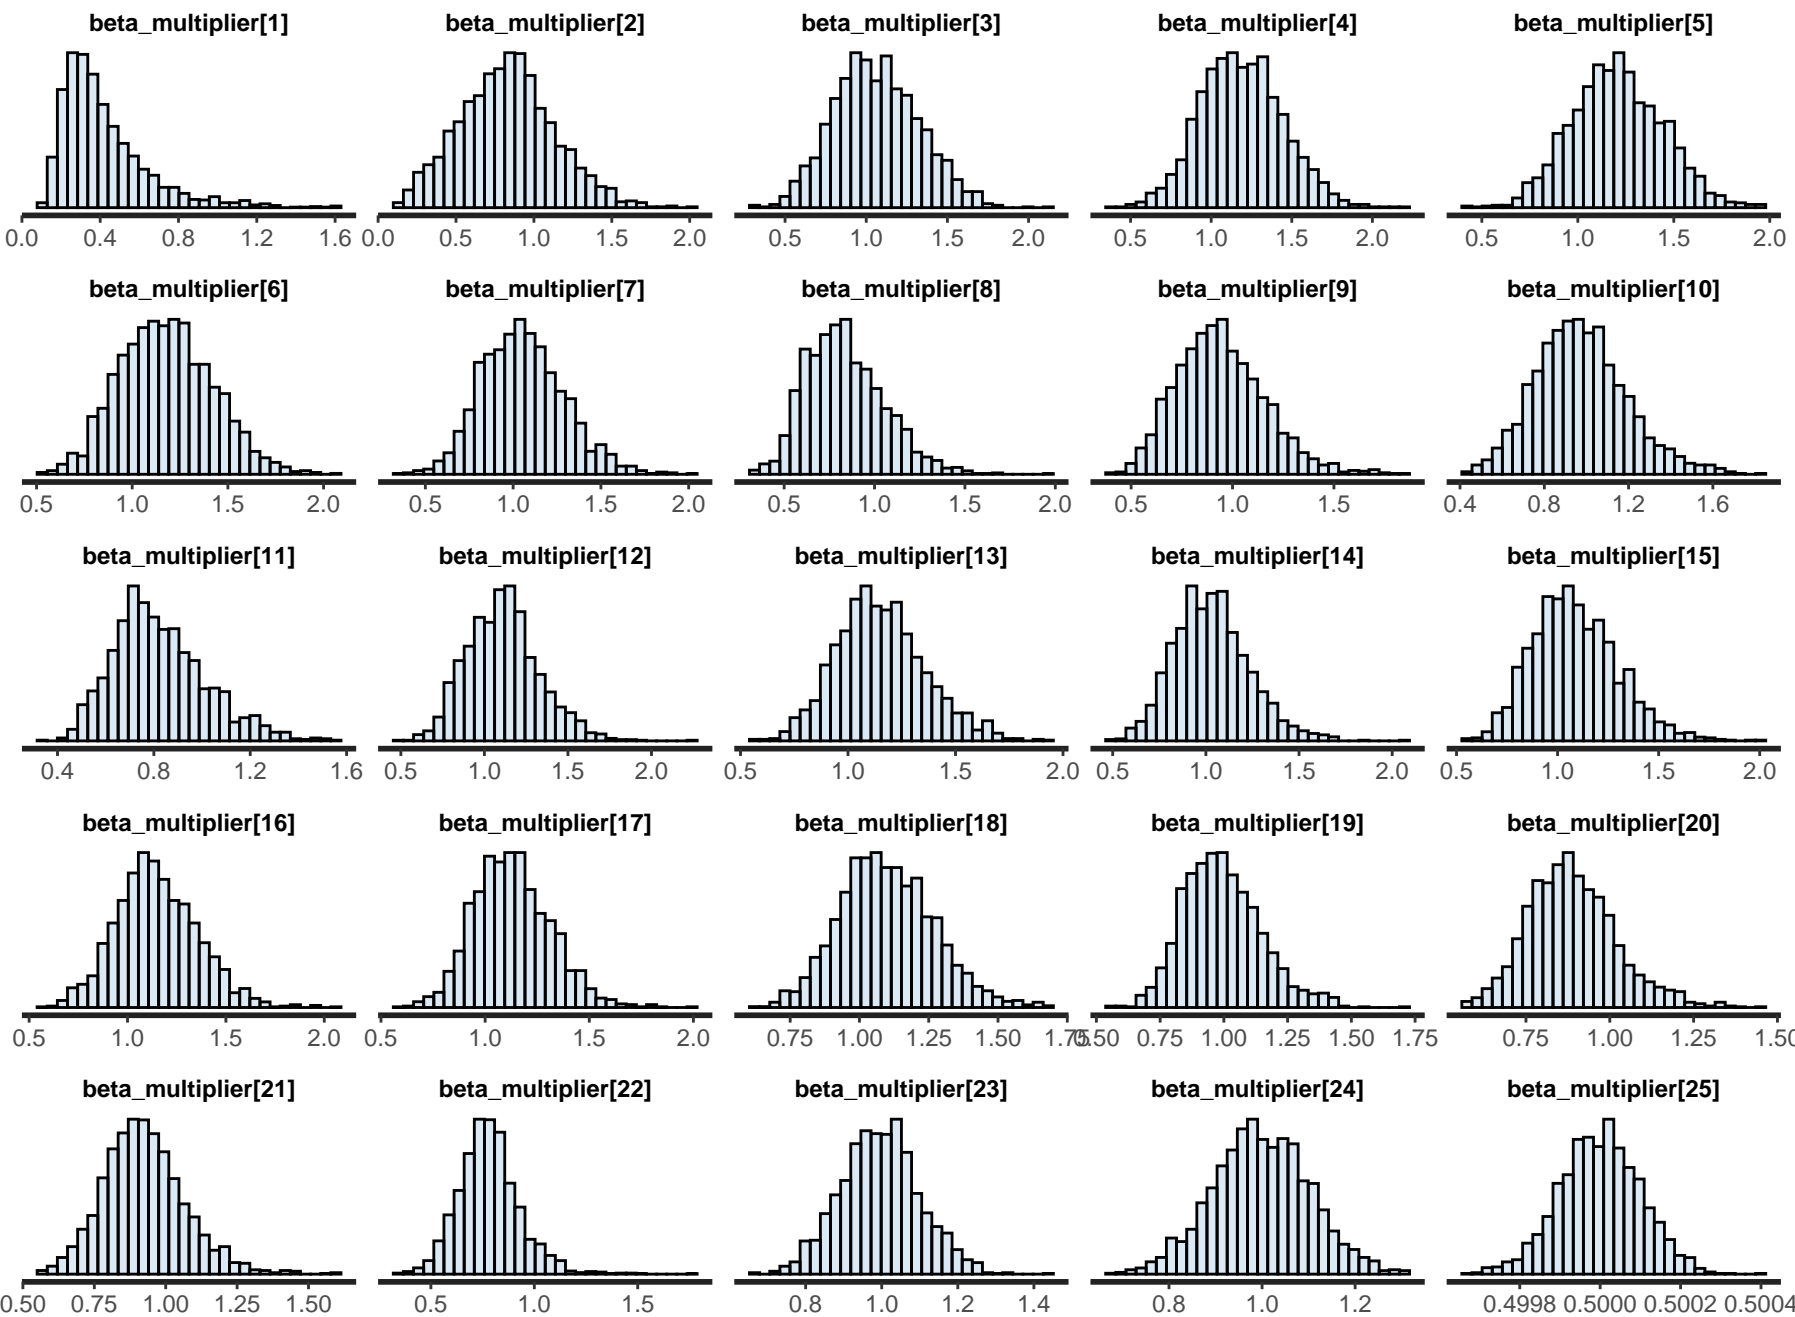 beta_multiplier[1] beta_multiplier[2] beta_multiplier[3] beta_multiplier[4] beta_multiplier[5]
0.0 0.4 0.8 1.2 1.6 0.0 0.5 1.0 1.5 2.0 0.5 1.0 1.5 2.0 0.5 1.0 1.5 2.0 0.5 1.0 1.5 2.0
beta_multiplier[6] beta_multiplier[7] beta_multiplier[8] beta_multiplier[9] beta_multiplier[10]
0.5 1.0 1.5 2.0 0.5 1.0 1.5 2.0 0.5 1.0 1.5 2.0 0.5 1.0 1.5 0.4 0.8 1.2 1.6
beta_multiplier[11] beta_multiplier[12] beta_multiplier[13] beta_multiplier[14] beta_multiplier[15]
0.4 0.8 1.2 1.6 0.5 1.0 1.5 2.0 0.5 1.0 1.5 2.0 0.5 1.0 1.5 2.0 0.5 1.0 1.5 2.0
beta_multiplier[16] beta_multiplier[17] beta_multiplier[18] beta_multiplier[19] beta_multiplier[20]
0.5 1.0 1.5 2.0 0.5 1.0 1.5 2.0 0.75 1.00 1.25 1.50 1.75 0.50 0.75 1.00 1.25 1.50 1.75 0.75 1.00 1.25 1.50
beta_multiplier[21] beta_multiplier[22] beta_multiplier[23] beta_multiplier[24] beta_multiplier[25]
0.50 0.75 1.00 1.25 1.50 0.5 1.0 1.5 0.8 1.0 1.2 1.4 0.8 1.0 1.2 0.4998 0.5000 0.5002 0.5004